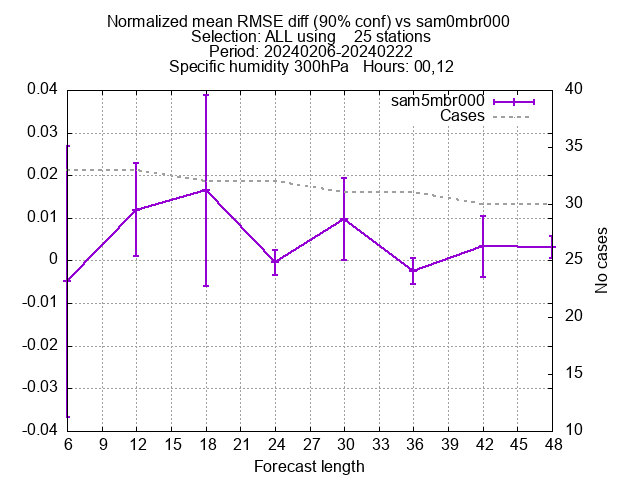 Normalized mean RMSE diff (90% conf) vs sam0mbr000
Selection: ALL using    25 stations
Period: 20240206-20240222
Specific humidity 300hPa   Hours: 00,12
sam5mbr000
Cases
0.04
0.03
0.02
0.01
0
-0.01
-0.02
-0.03
-0.04
40
35
30
25
20
15
10
No cases
6 9 12 15 18 21 24 27 30 33 36 39 42 45 48
Forecast length